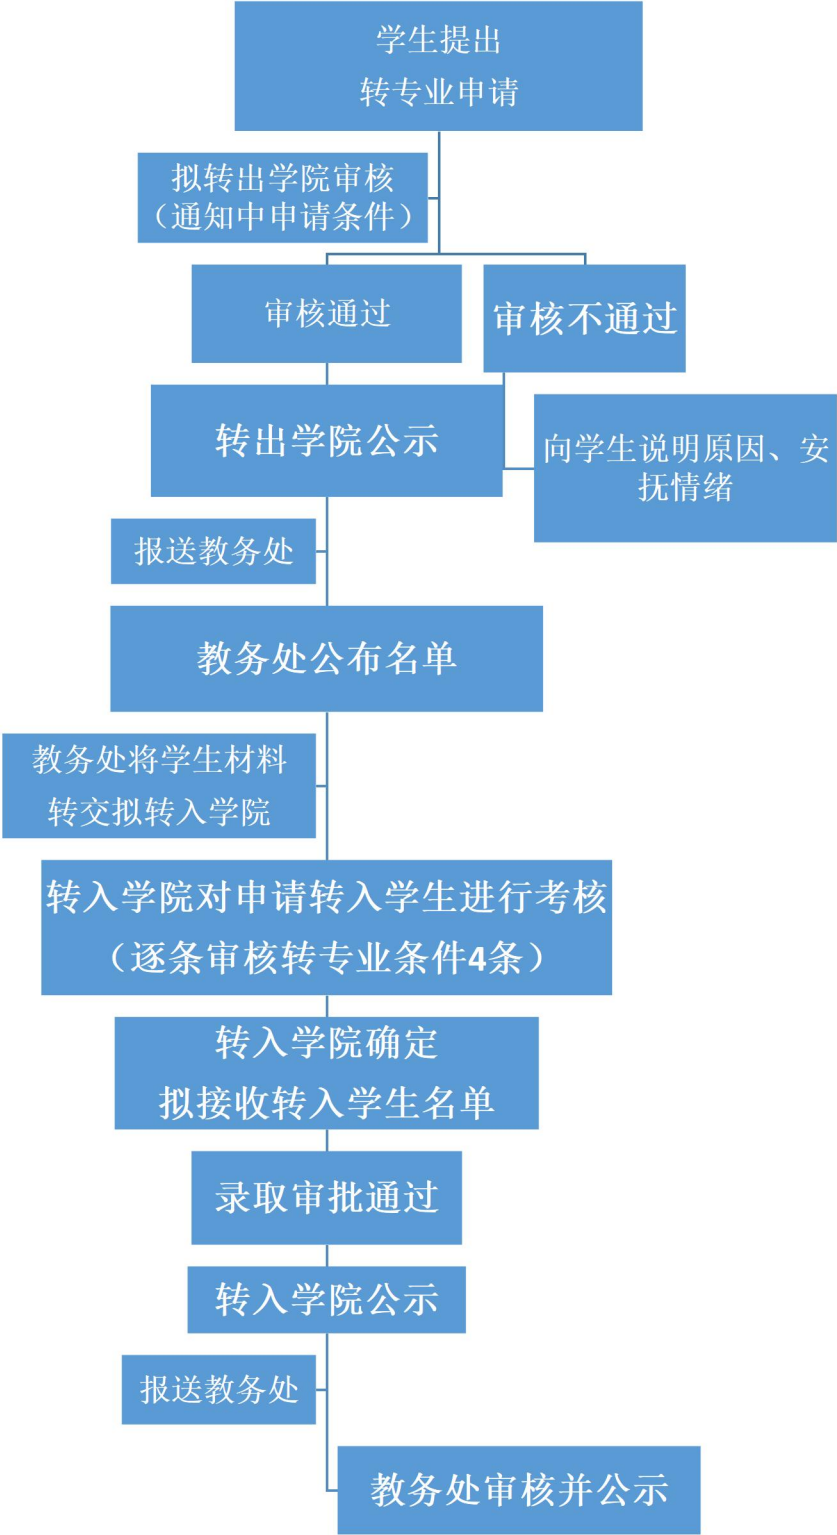 学生提出
转专业申请
拟转出学院审核
（通知中申请条件）
审核通过
审核不通过
转出学院公示
向学生说明原因、安
抚情绪
报送教务处
教务处公布名单
教务处将学生材料
转交拟转入学院
转入学院对申请转入学生进行考核
（逐条审核转专业条件4条）
转入学院确定
拟接收转入学生名单
录取审批通过
转入学院公示
报送教务处
教务处审核并公示